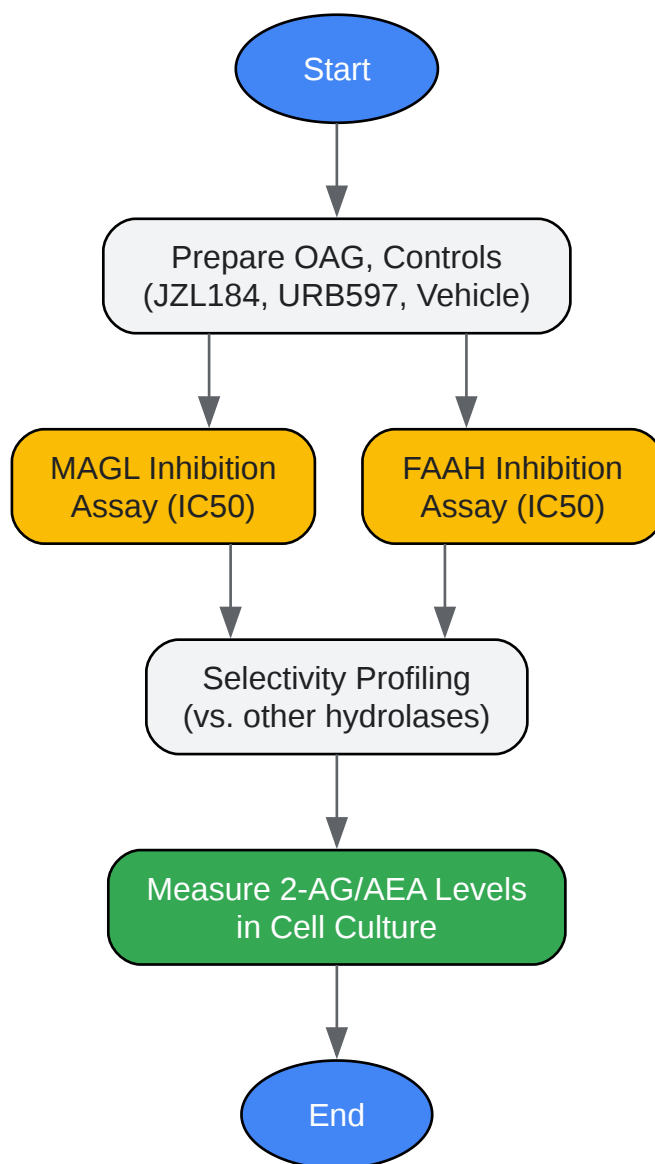 Start
Prepare OAG, Controls
(JZL184, URB597, Vehicle)
MAGL Inhibition
Assay (IC50)
FAAH Inhibition
Assay (IC50)
Selectivity Profiling
(vs. other hydrolases)
Measure 2-AG/AEA Levels
in Cell Culture
End